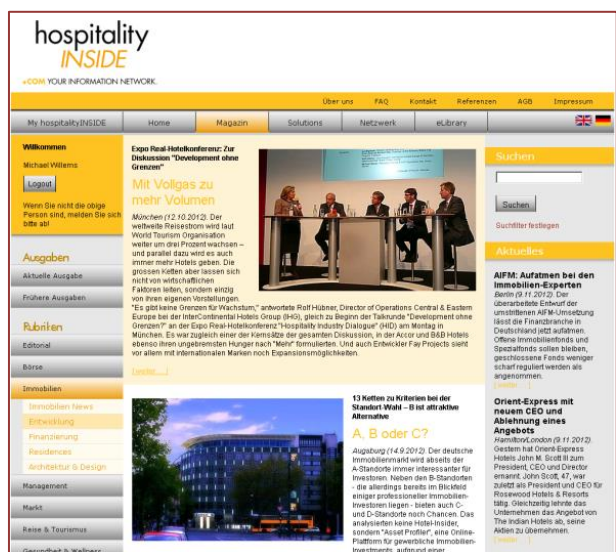 hospitality
INSIDE
.COM YOUR INFORMATION NETWORK.
Über uns FAQ Kontakt Referenzen AGB Impressum
My hospitalityINSIDE Home Magazin Solutions Netzwerk eLibrary
Willkommen
Michael Willems
Logout
Wenn Sie nicht die obige
Person sind, melden Sie sich
bitte ab!
Ausgaben
Aktuelle Ausgabe
Frühere Ausgaben
Rubriken
Editorial
Börse
Immobilien
Immobilien News
Entwicklung
Finanzierung
Residences
Architektur & Design
Management
Markt
Reise & Tourismus
Gesundheit & Wellness
Expo Real-Hotelkonferenz: Zur
Diskussion "Development ohne
Grenzen"
Mit Vollgas zu
mehr Volumen
München (12.10.2012). Der
weltweite Reisestrom wird laut
World Tourism Organisation
weiter um drei Prozent wachsen –
und parallel dazu wird es auch
immer mehr Hotels geben. Die
grossen Ketten aber lassen sich
nicht von wirtschaftlichen
Faktoren leiten, sondern einzig
von ihren eigenen Vorstellungen.
"Es gibt keine Grenzen für Wachstum," antwortete Rolf Hübner, Director of Operations Central & Eastern
Europe bei der InterContinental Hotels Group (IHG), gleich zu Beginn der Talkrunde "Development ohne
Grenzen?" an der Expo Real-Hotelkonferenz "Hospitality Industry Dialogue" (HID) am Montag in
München. Es war zugleich einer der Kernsätze der gesamten Diskussion, in der Accor und B&B Hotels
ebenso ihren ungebremsten Hunger nach "Mehr" formulierten. Und auch Entwickler Fay Projects sieht
vor allem mit internationalen Marken noch Expansionsmöglichkeiten.
[weiter ...]
13 Ketten zu Kriterien bei der
Standort-Wahl – B ist attraktive
Alternative
A, B oder C?
Augsburg (14.9.2012). Der deutsche
Immobilienmarkt wird abseits der
A-Standorte immer interessanter für
Investoren. Neben den B-Standorten
- die allerdings bereits im Blickfeld
einiger professioneller Immobilien-
Investoren liegen - bieten auch C-
und D-Standorte noch Chancen. Das
analysierten keine Hotel-Insider,
sondern "Asset Profiler", eine Online-
Plattform für gewerbliche Immobilien-
Investments, aufgrund einer
Suchen
Suchen
Suchfilter festlegen
Aktuelles
AIFM: Aufatmen bei den
Immobilien-Experten
Berlin (9.11.2012). Der
überarbeitete Entwurf der
umstrittenen AIFM-Umsetzung
lässt die Finanzbranche in
Deutschland jetzt aufatmen.
Offene Immobilienfonds und
Spezialfonds sollen bleiben,
geschlossene Fonds weniger
scharf reguliert werden als
angenommen.
[weiter ...]
Orient-Express mit
neuem CEO und
Ablehnung eines
Angebots
Hamilton/London (9.11.2012).
Gestern hat Orient-Express
Hotels John M. Scott III zum
President, CEO und Director
ernannt. John Scott, 47, war
zuletzt als President und CEO für
Rosewood Hotels & Resorts
tätig. Gleichzeitig lehnte das
Unternehmen das Angebot von
The Indian Hotels ab, seine
Aktien zu übernehmen.
[weiter ...]